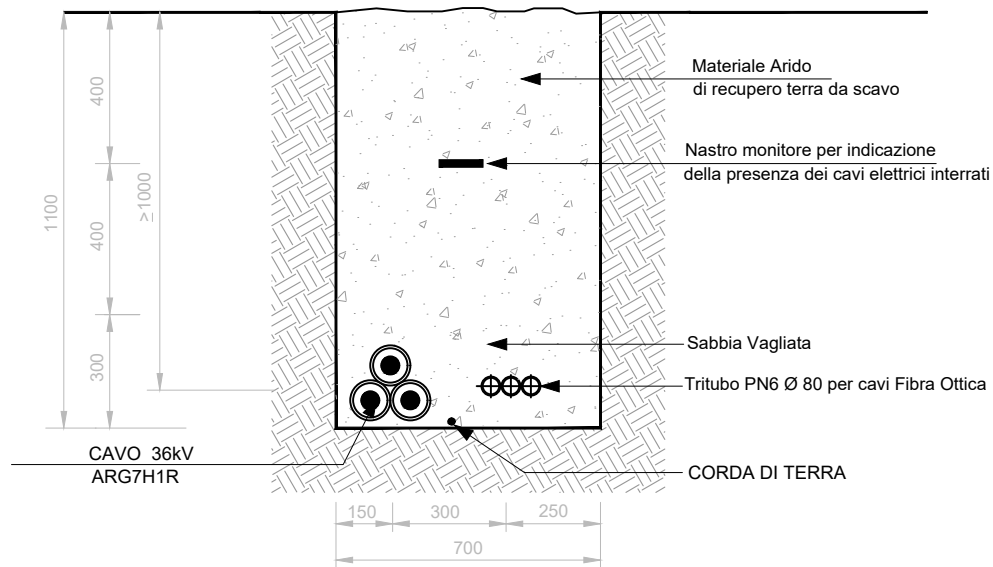 Materiale Arido
di recupero terra da scavo
Nastro monitore per indicazione
della presenza dei cavi elettrici interrati
400
≥1000
1100
400
300
Sabbia Vagliata
Tritubo PN6 Ø 80 per cavi Fibra Ottica
CAVO 36kV
ARG7H1R
CORDA DI TERRA
150
300
250
700